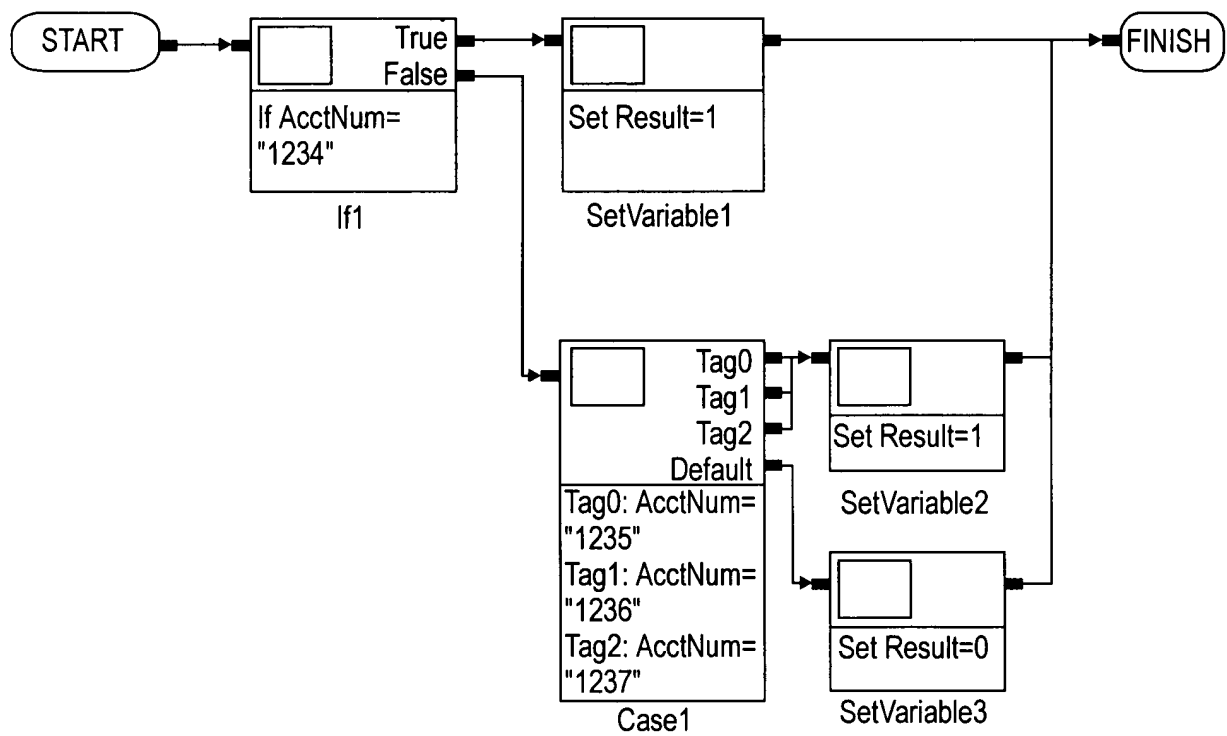 START
True
False
If AcctNum=
"1234"
If1
Set Result=1
SetVariable1
FINISH
Tag0
Tag1
Tag2
Default
Tag0: AcctNum=
"1235"
Tag1: AcctNum=
"1236"
Tag2: AcctNum=
"1237"
Case1
Set Result=1
SetVariable2
Set Result=0
SetVariable3